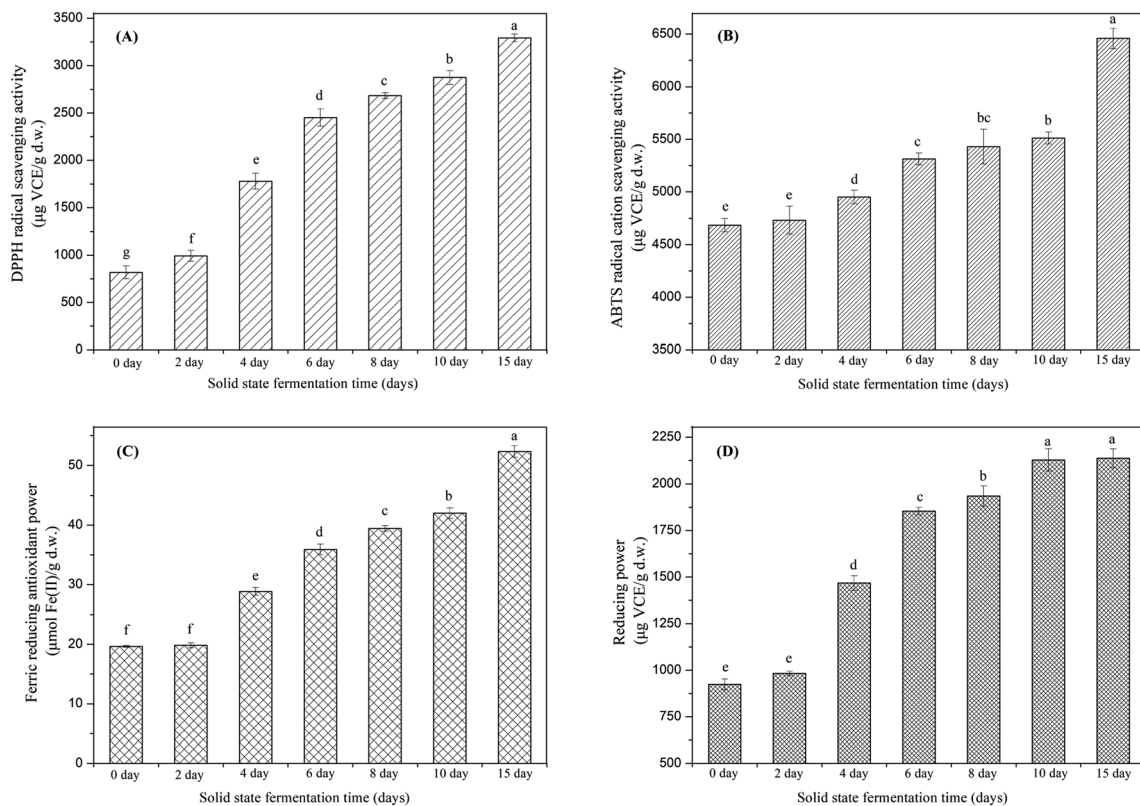 (A)
DPPH radical scavenging activity
(µg VCE/g d.w.)
3500
3000
2500
2000
1500
1000
500
0
g
f
e
d
c
b
a
0 day 2 day 4 day 6 day 8 day 10 day 15 day
Solid state fermentation time (days)
(B)
ABTS radical cation scavenging activity
(µg VCE/g d.w.)
6500
6000
5500
5000
4500
4000
3500
e
e
d
c
bc
b
a
0 day 2 day 4 day 6 day 8 day 10 day 15 day
Solid state fermentation time (days)
(C)
Ferric reducing antioxidant power
(µmol Fe(II)/g d.w.)
50
40
30
20
10
0
f
f
e
d
c
b
a
0 day 2 day 4 day 6 day 8 day 10 day 15 day
Solid state fermentation time (days)
(D)
Reducing power
(µg VCE/g d.w.)
2250
2000
1750
1500
1250
1000
750
500
e
e
d
c
b
a
a
0 day 2 day 4 day 6 day 8 day 10 day 15 day
Solid state fermentation time (days)